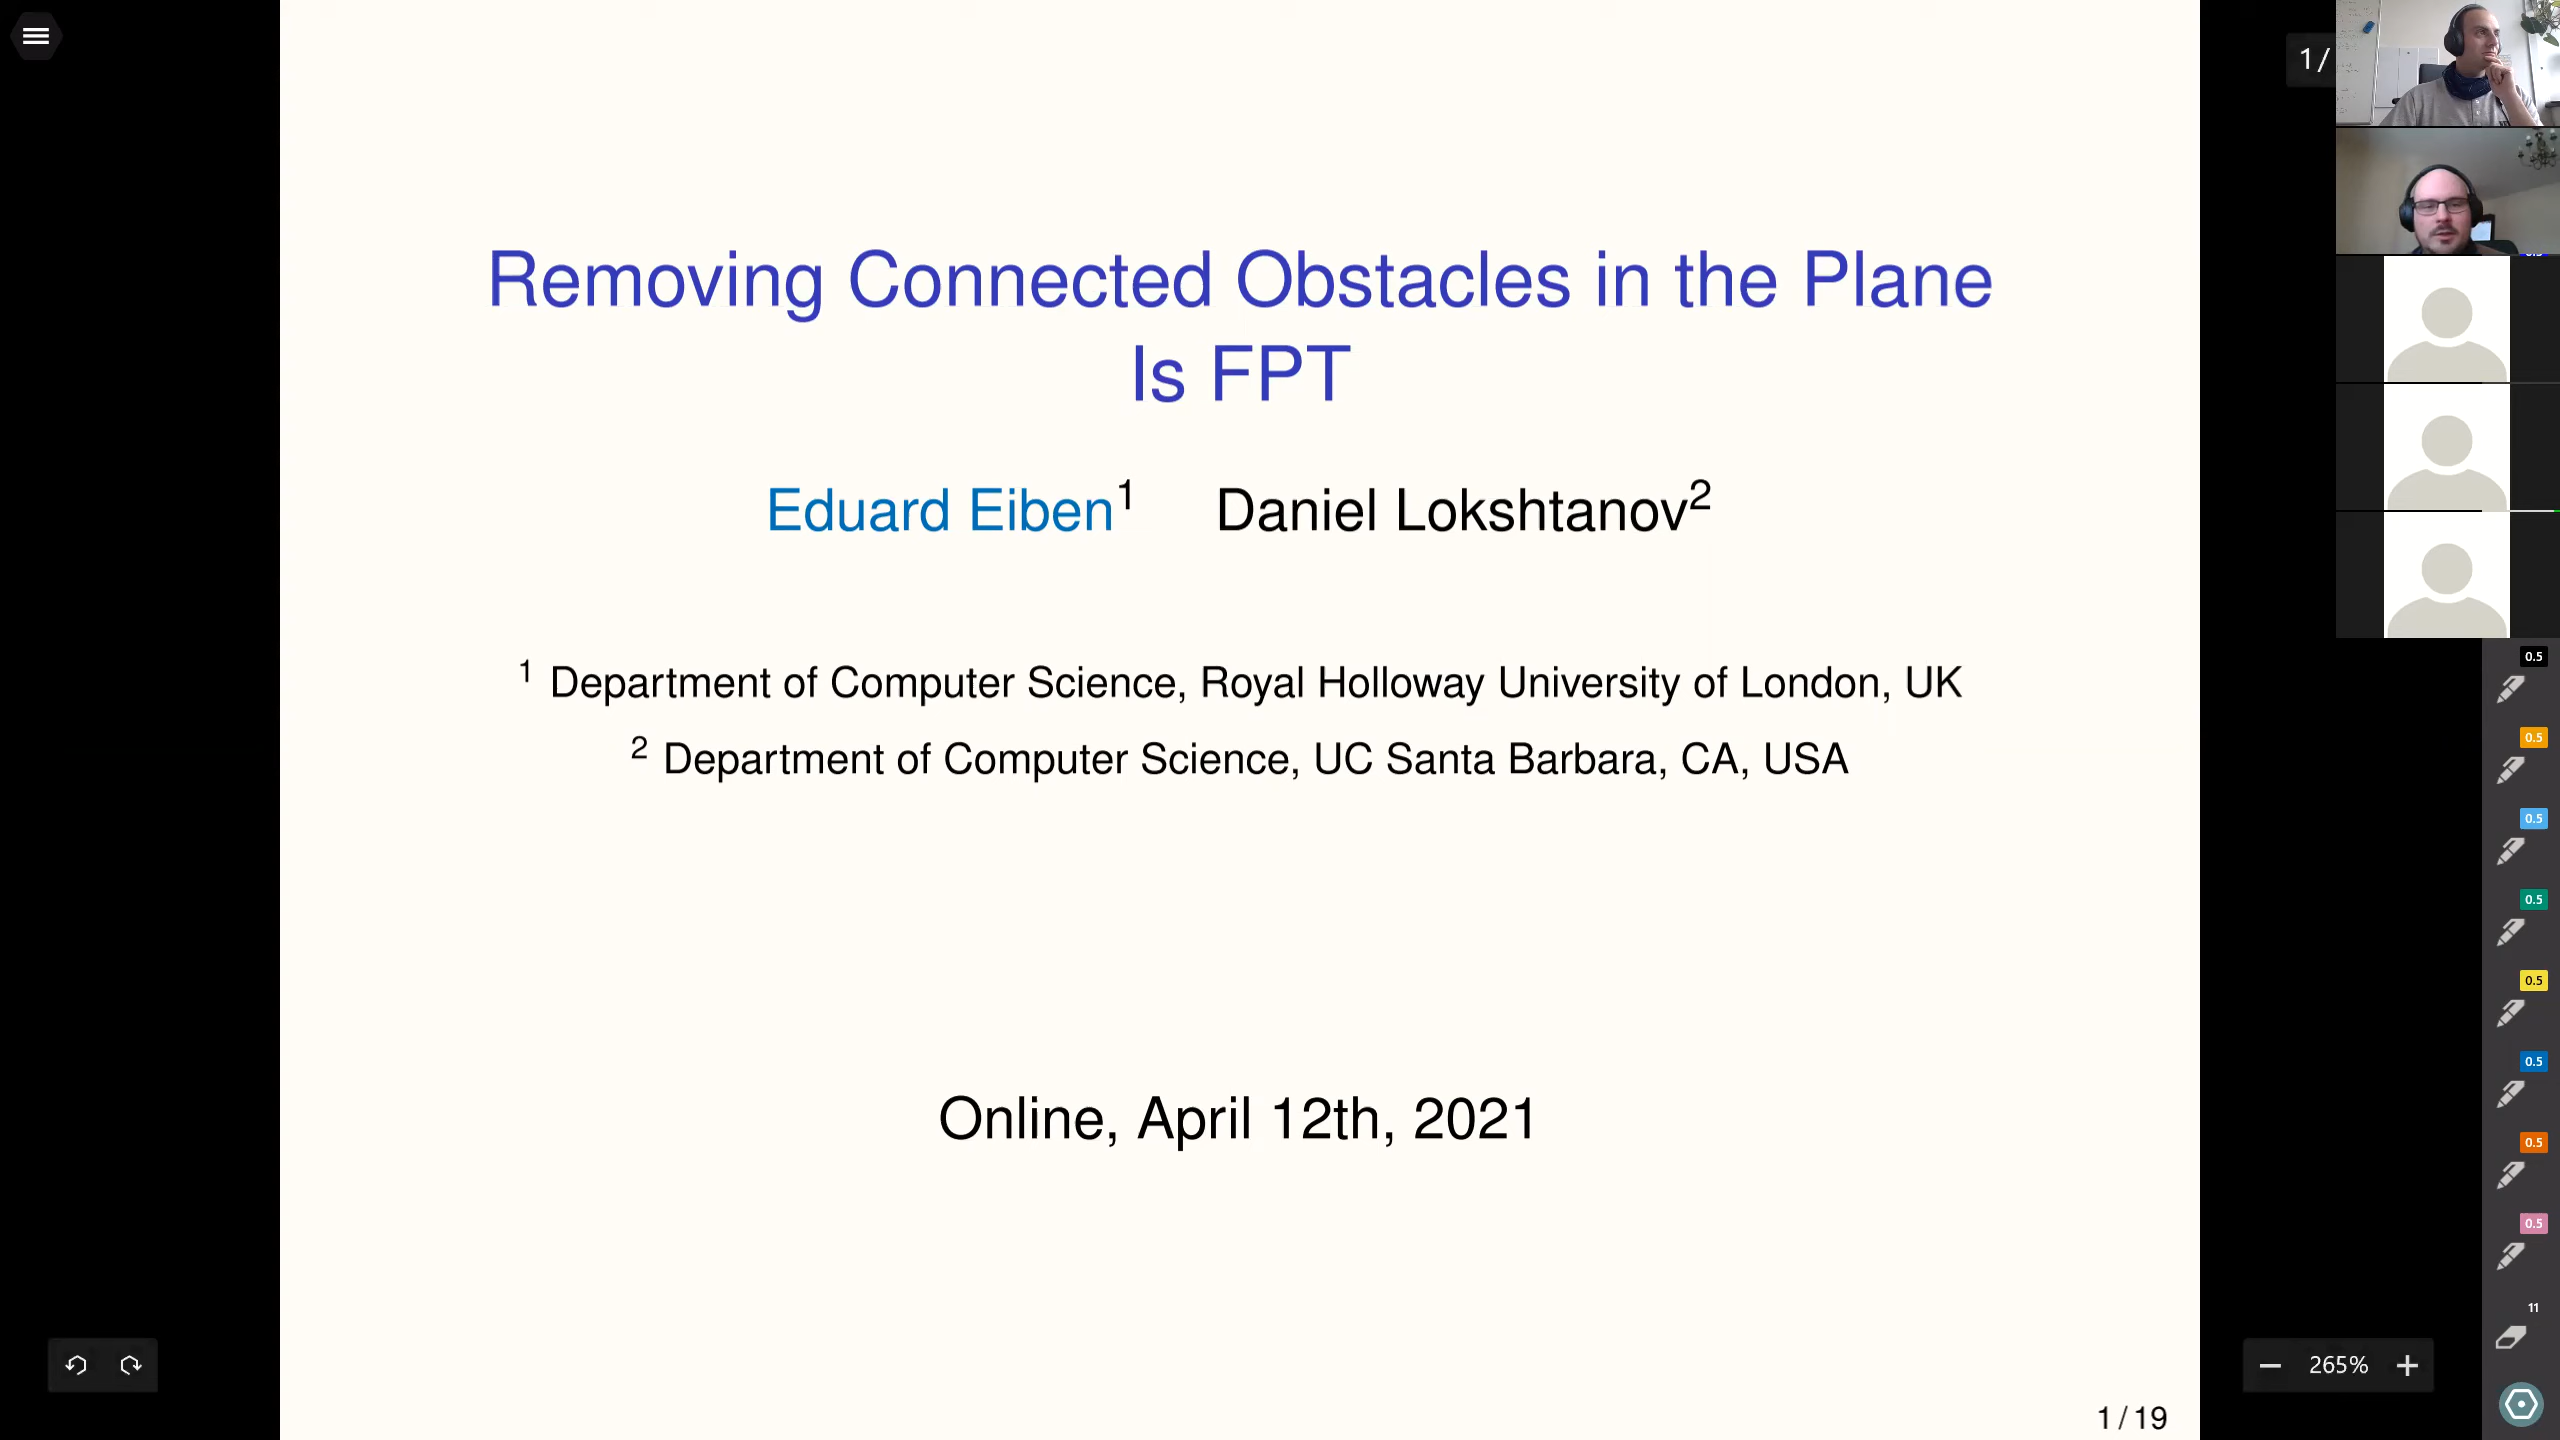 1 /
Removing Connected Obstacles in the Plane
Is FPT
Eduard Eiben1 Daniel Lokshtanov2
1 Department of Computer Science, Royal Holloway University of London, UK
2 Department of Computer Science, UC Santa Barbara, CA, USA
Online, April 12th, 2021
0.5
0.5
0.5
0.5
0.5
0.5
0.5
0.5
11
265%
1 / 19